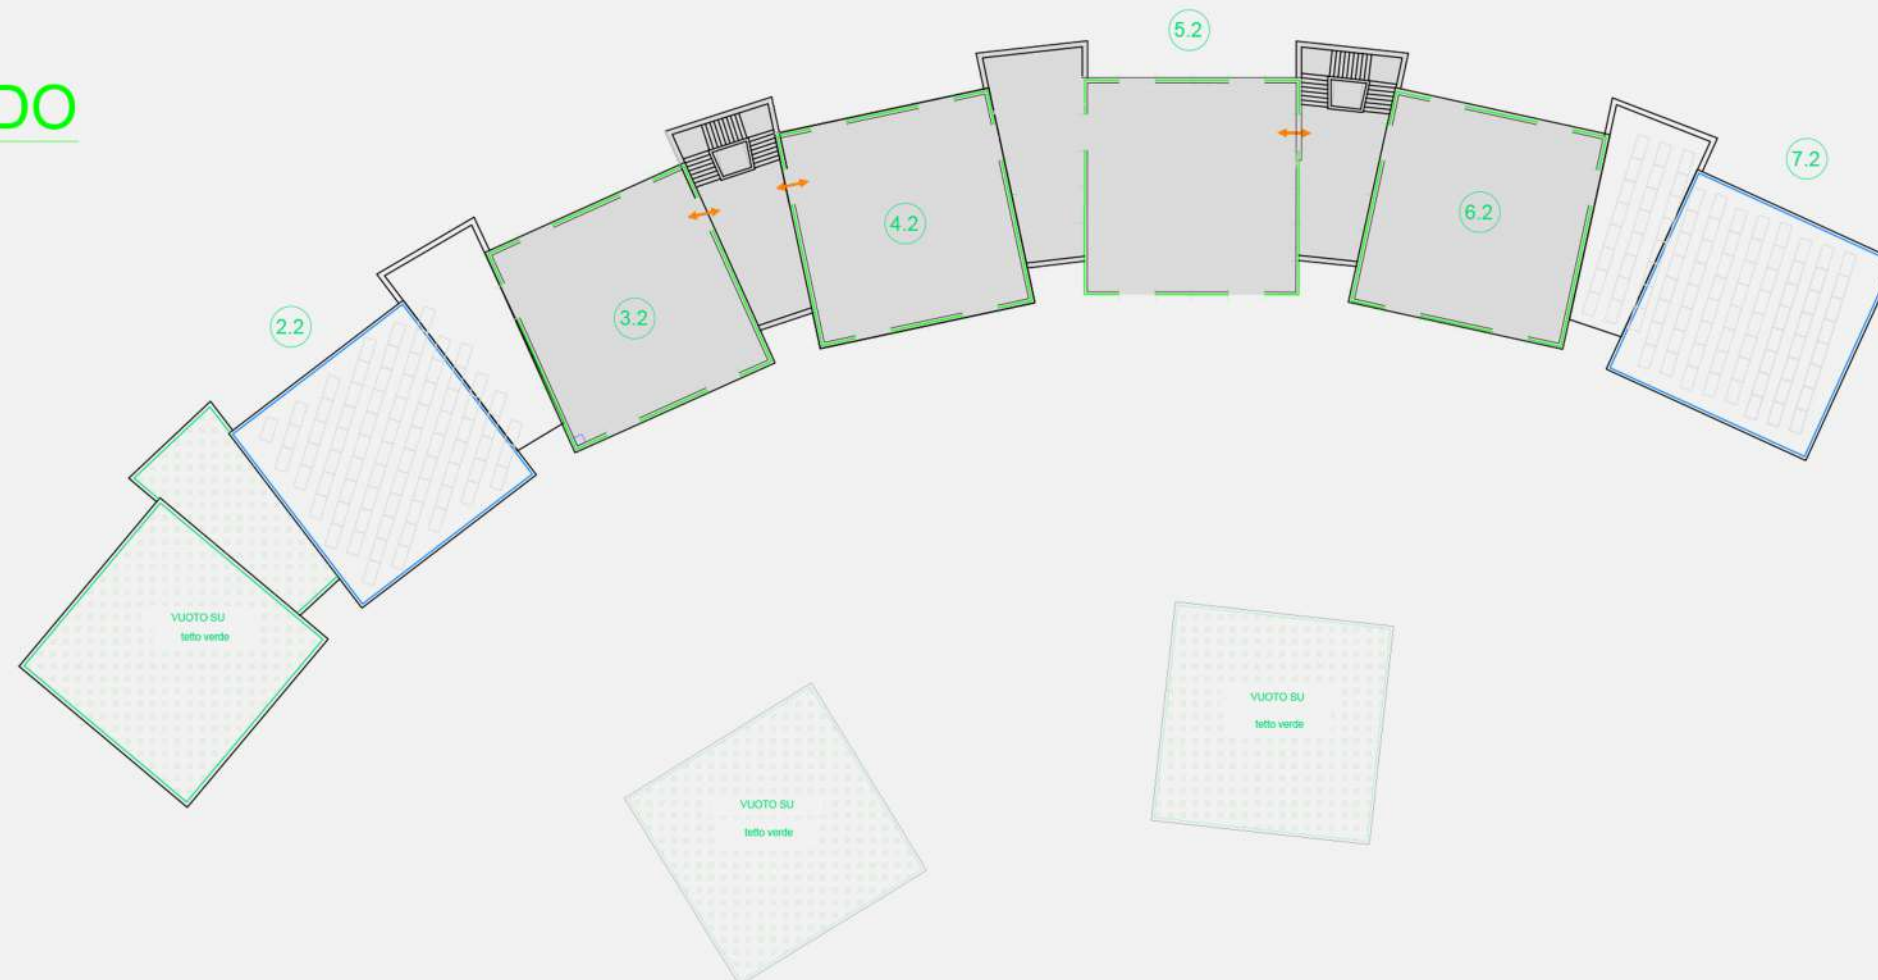 DO
5.2
7.2
6.2
4.2
3.2
2.2
VUOTO SU
tetto verde
VUOTO SU
tetto verde
VUOTO SU
tetto verde